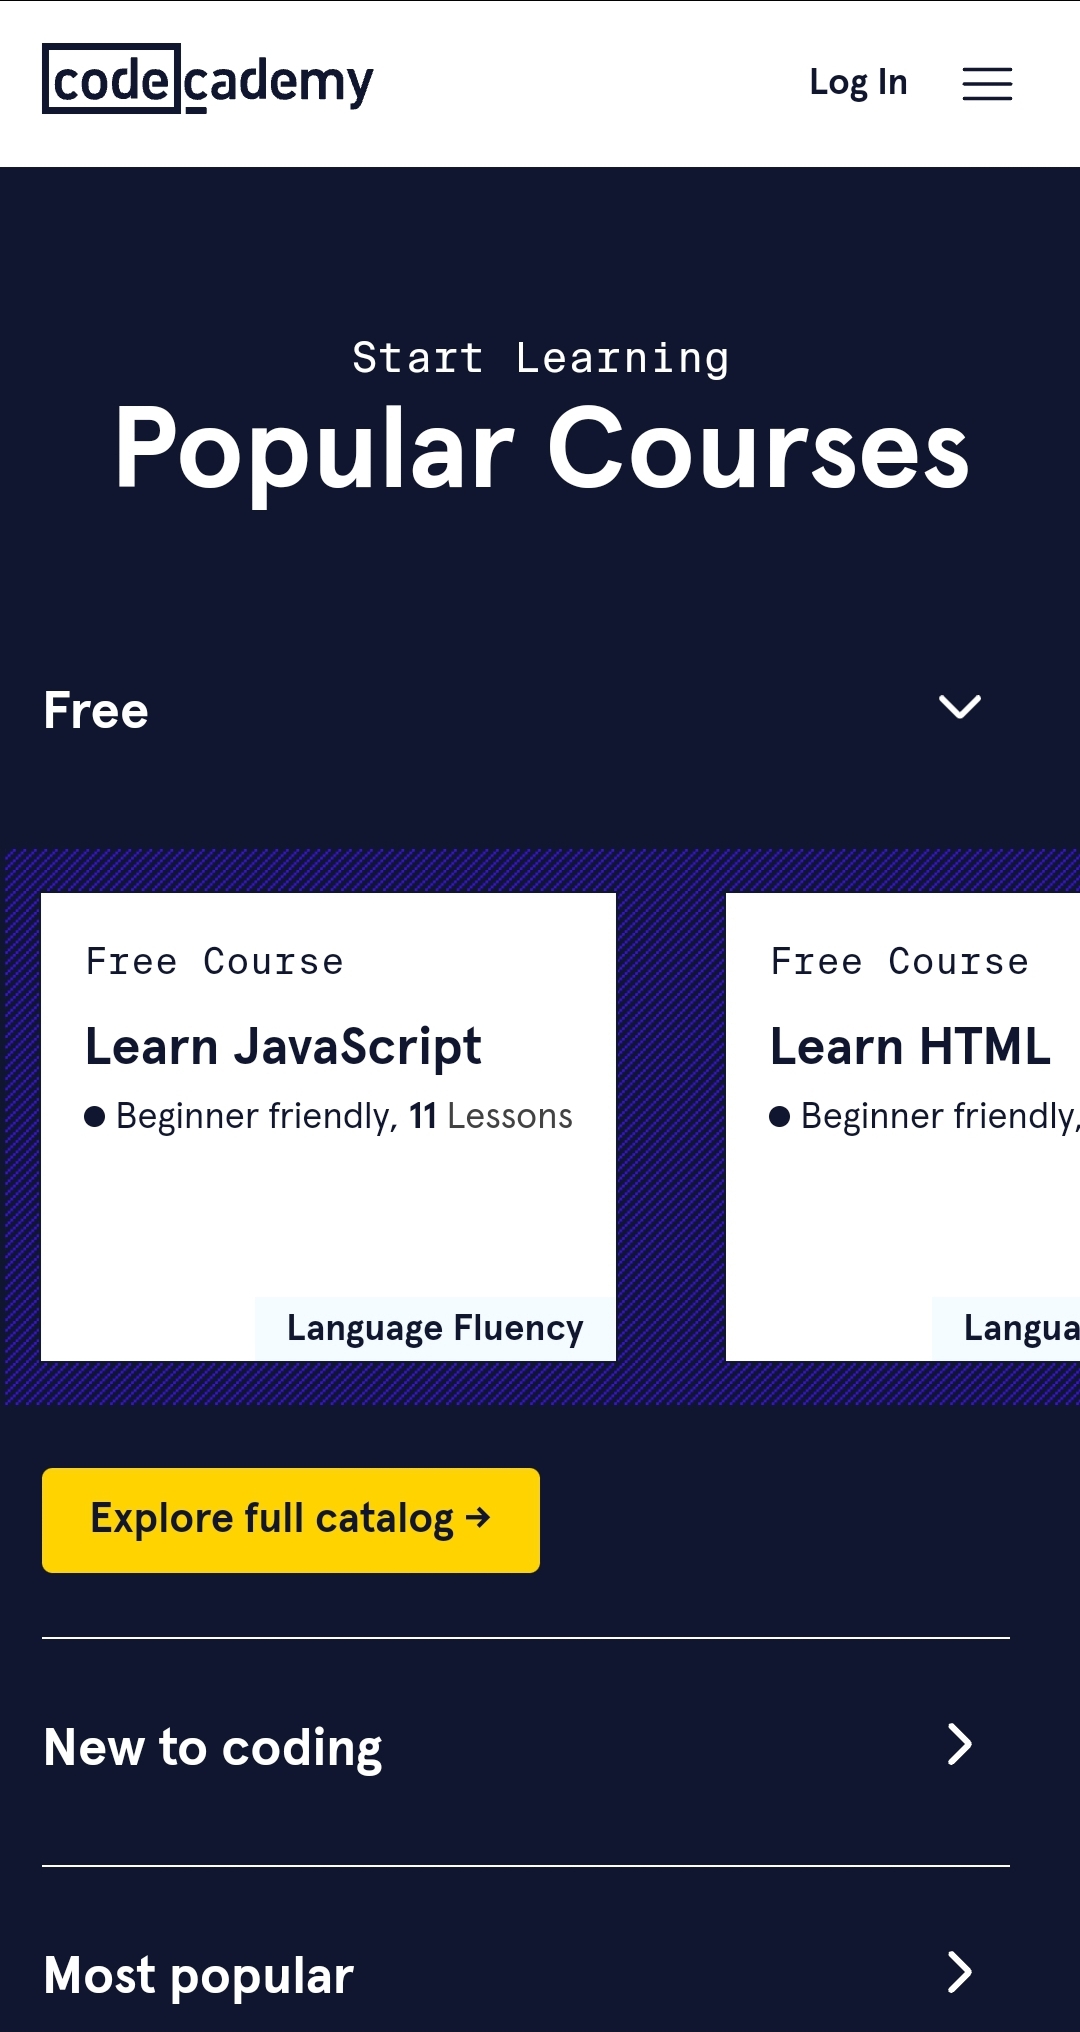 codecademy
Log In
Start Learning
Popular Courses
Free
Free Course
Learn JavaScript
Beginner friendly, 11 Lessons
Language Fluency
Free Course
Learn HTML
Beginner friendly,
Explore full catalog →
New to coding
Most popular